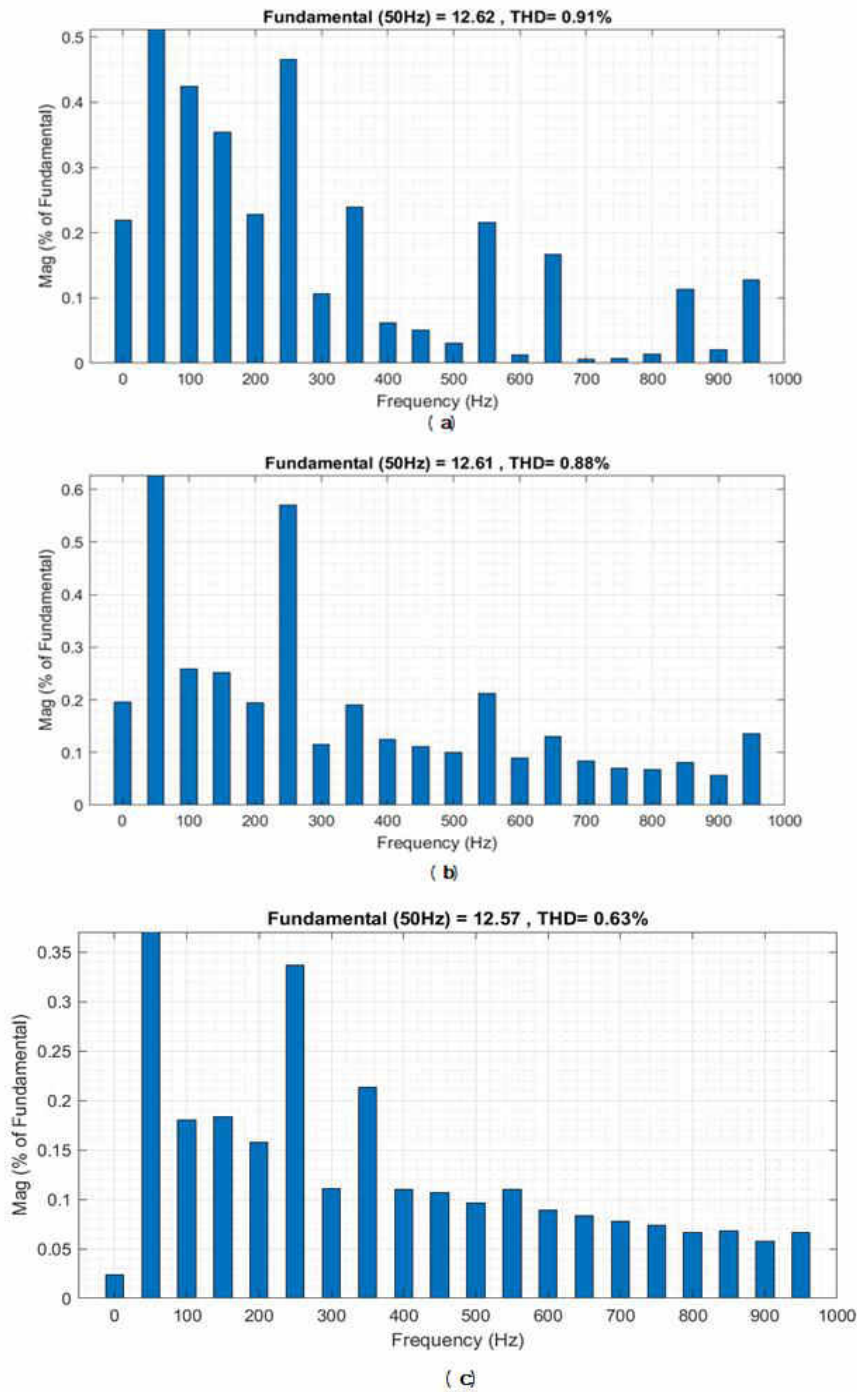 Fundamental (50Hz) = 12.62 , THD= 0.91%
0.5
0.4
0.3
0.2
0.1
0
Mag (% of Fundamental)
0 100 200 300 400 500 600 700 800 900 1000
Frequency (Hz)
( a)
Fundamental (50Hz) = 12.61 , THD= 0.88%
0.6
0.5
0.4
0.3
0.2
0.1
0
Mag (% of Fundamental)
0 100 200 300 400 500 600 700 800 900 1000
Frequency (Hz)
( b)
Fundamental (50Hz) = 12.57 , THD= 0.63%
0.35
0.3
0.25
0.2
0.15
0.1
0.05
0
Mag (% of Fundamental)
0 100 200 300 400 500 600 700 800 900 1000
Frequency (Hz)
( c)